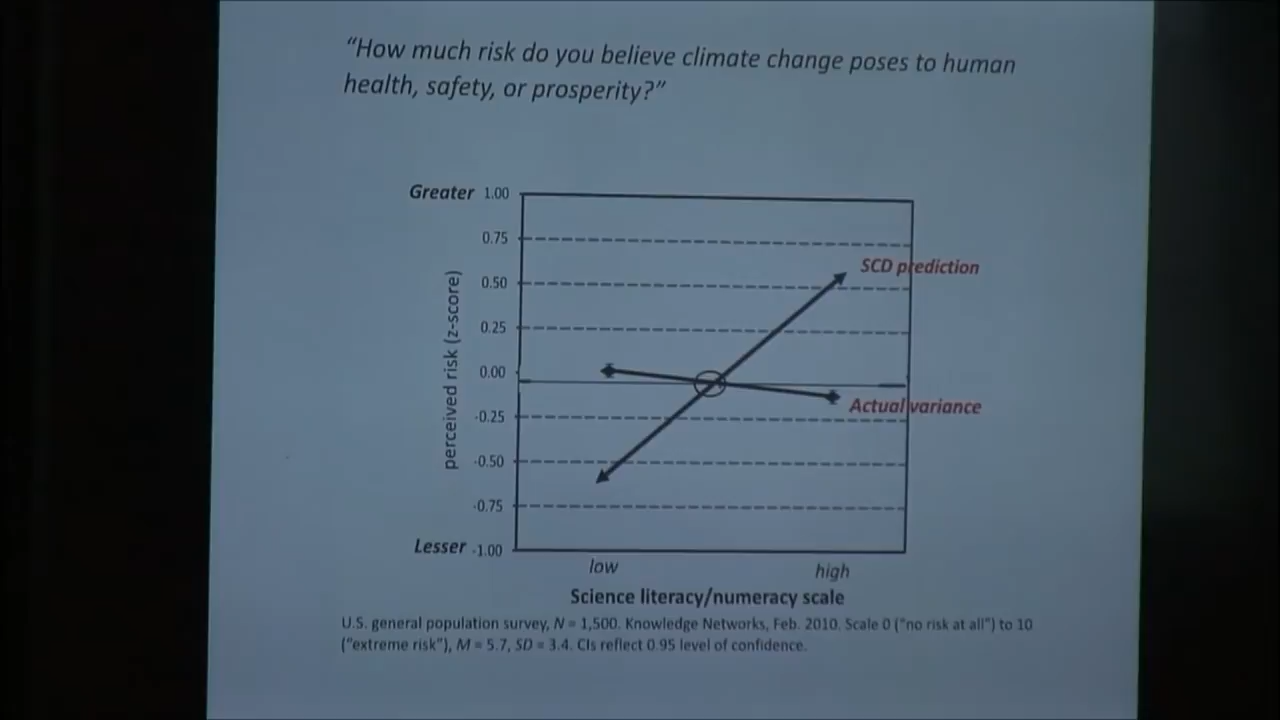 “How much risk do you believe climate change poses to human
health, safety, or prosperity?”
Greater 1.00
0.75
SCD prediction
0.50
0.25
perceived risk (z-score)
0.00
Actual variance
-0.25
-0.50
-0.75
Lesser -1.00
low high
Science literacy/numeracy scale
U.S. general population survey, N = 1,500. Knowledge Networks, Feb. 2010. Scale 0 (“no risk at all”) to 10
(“extreme risk”), M = 5.7, SD = 3.4. CIs reflect 0.95 level of confidence.